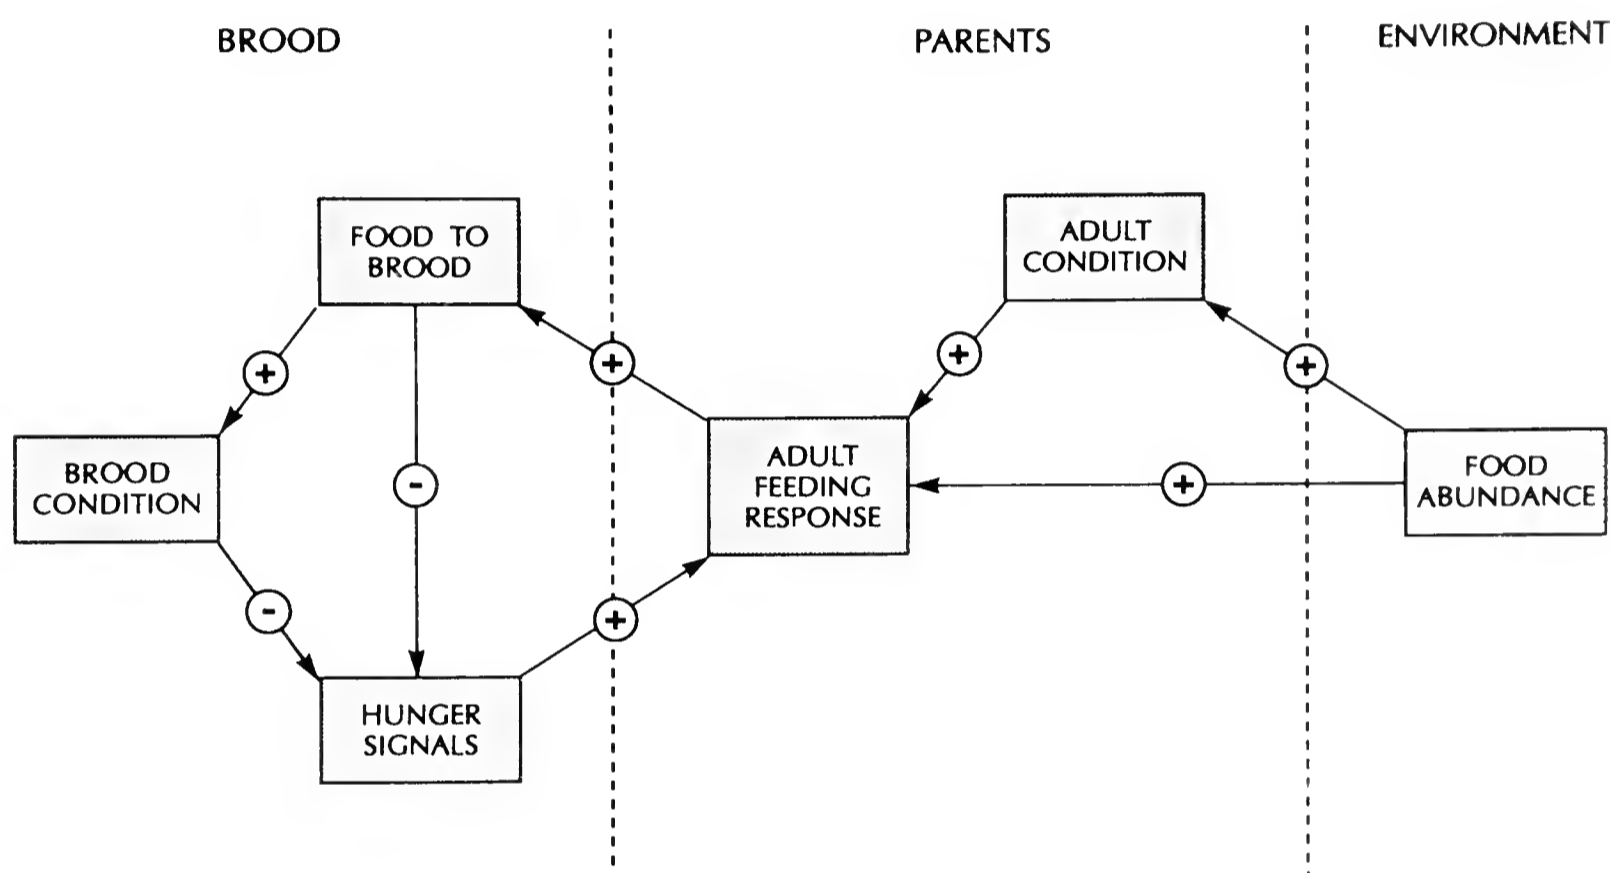 BROOD
PARENTS
ENVIRONMENT
FOOD TO
BROOD
ADULT
CONDITION
+
+
+
+
BROOD
CONDITION
-
ADULT
FEEDING
RESPONSE
+
FOOD
ABUNDANCE
-
+
HUNGER
SIGNALS